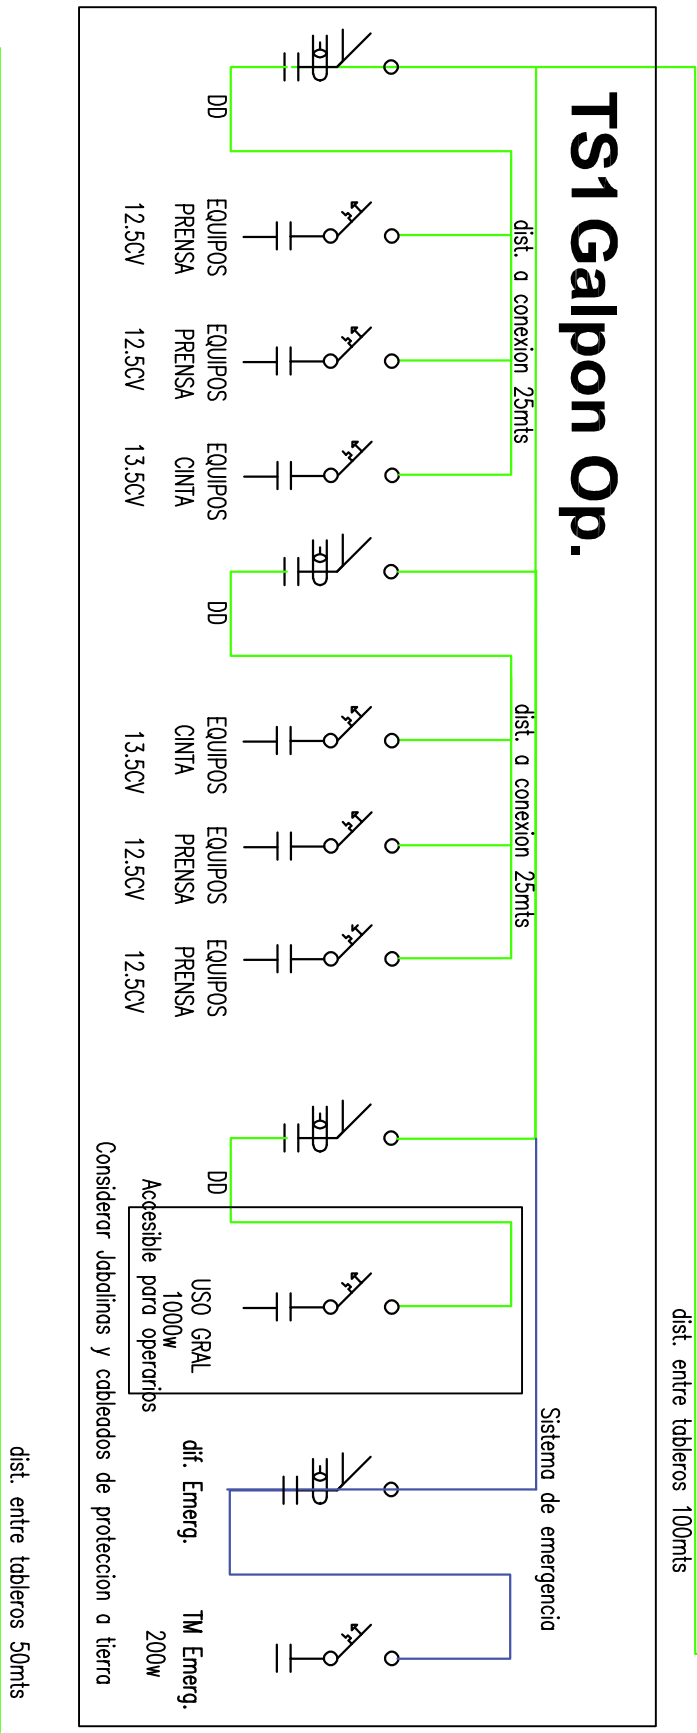 TS1 Galpon Op.
dist. a conexion 25mts
DD
EQUIPOS
PRENSA
12.5CV
EQUIPOS
PRENSA
12.5CV
EQUIPOS
CINTA
13.5CV
dist. a conexion 25mts
DD
EQUIPOS
CINTA
13.5CV
EQUIPOS
PRENSA
12.5CV
EQUIPOS
PRENSA
12.5CV
DD
USO GRAL
1000w
Accesible para operarios
Sistema de emergencia
dif. Emerg.
TM Emerg.
200w
Considerar Jabalinas y cableados de proteccion a tierra
dist. entre tableros 100mts
dist. entre tableros 50mts